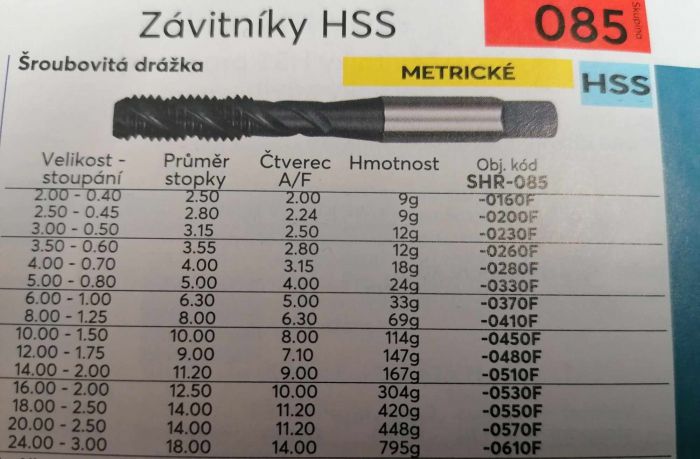 Závitníky HSS
085
Skupina
Šroubovitá drážka
METRICKÉ
HSS
Velikost - stoupání Průměr stopky Čtverec A/F Hmotnost Obj. kód SHR-085
2.00 - 0.40 2.50 2.00 9g -0160F
2.50 - 0.45 2.80 2.24 9g -0200F
3.00 - 0.50 3.15 2.50 12g -0230F
3.50 - 0.60 3.55 2.80 12g -0260F
4.00 - 0.70 4.00 3.15 18g -0280F
5.00 - 0.80 5.00 4.00 24g -0330F
6.00 - 1.00 6.30 5.00 33g -0370F
8.00 - 1.25 8.00 6.30 69g -0410F
10.00 - 1.50 10.00 8.00 114g -0450F
12.00 - 1.75 9.00 7.10 147g -0480F
14.00 - 2.00 11.20 9.00 167g -0510F
16.00 - 2.00 12.50 10.00 304g -0530F
18.00 - 2.50 14.00 11.20 420g -0550F
20.00 - 2.50 14.00 11.20 448g -0570F
24.00 - 3.00 18.00 14.00 795g -0610F